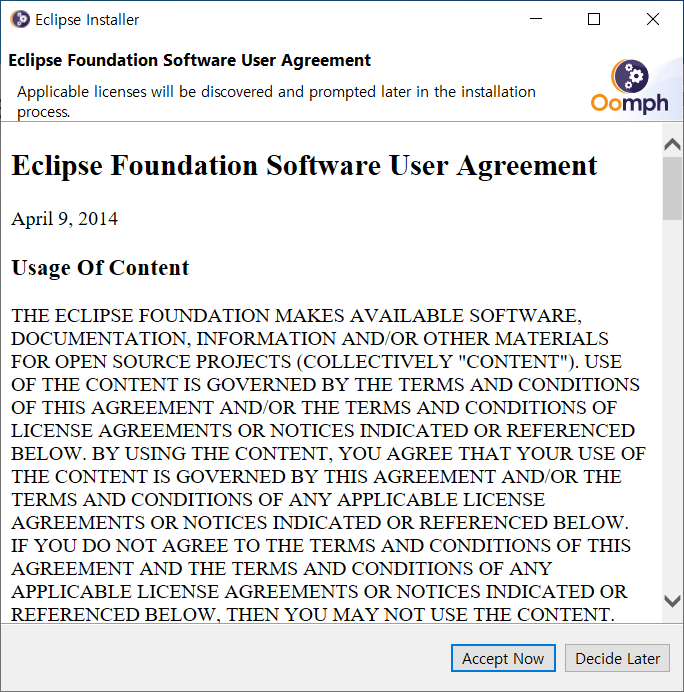 Eclipse Installer
Eclipse Foundation Software User Agreement
Applicable licenses will be discovered and prompted later in the installation
process.
Oomph
Eclipse Foundation Software User Agreement
April 9, 2014
Usage Of Content
THE ECLIPSE FOUNDATION MAKES AVAILABLE SOFTWARE,
DOCUMENTATION, INFORMATION AND/OR OTHER MATERIALS
FOR OPEN SOURCE PROJECTS (COLLECTIVELY "CONTENT"). USE
OF THE CONTENT IS GOVERNED BY THE TERMS AND CONDITIONS
OF THIS AGREEMENT AND/OR THE TERMS AND CONDITIONS OF
LICENSE AGREEMENTS OR NOTICES INDICATED OR REFERENCED
BELOW. BY USING THE CONTENT, YOU AGREE THAT YOUR USE OF
THE CONTENT IS GOVERNED BY THIS AGREEMENT AND/OR THE
TERMS AND CONDITIONS OF ANY APPLICABLE LICENSE
AGREEMENTS OR NOTICES INDICATED OR REFERENCED BELOW.
IF YOU DO NOT AGREE TO THE TERMS AND CONDITIONS OF THIS
AGREEMENT AND THE TERMS AND CONDITIONS OF ANY
APPLICABLE LICENSE AGREEMENTS OR NOTICES INDICATED OR
REFERENCED BELOW, THEN YOU MAY NOT USE THE CONTENT.
Accept Now
Decide Later